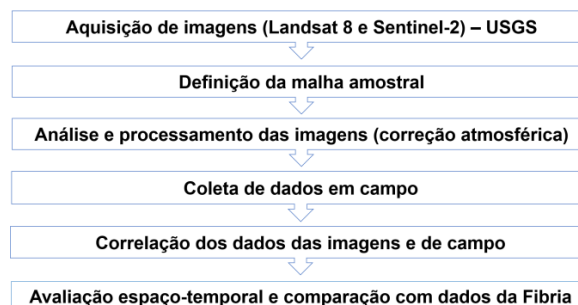 Aquisição de imagens (Landsat 8 e Sentinel-2) – USGS
Definição da malha amostral
Análise e processamento das imagens (correção atmosférica)
Coleta de dados em campo
Correlação dos dados das imagens e de campo
Avaliação espaço-temporal e comparação com dados da Fibria